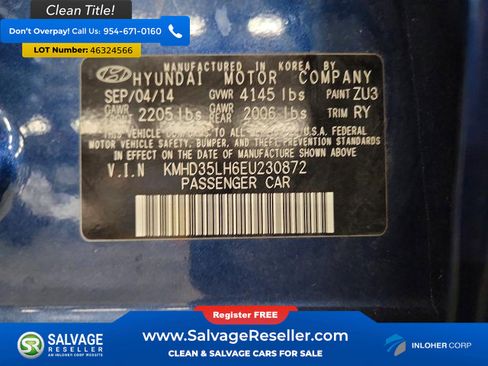 Clean Title!
Don't Overpay! Call Us: 954-671-0160
LOT Number: 46324566
MANUFACTURED IN KOREA BY
HYUNDAI MOTOR COMPANY
SEP/04/14 GVWR 4145 lbs PAINT ZU3
GAWR FRONT 2205 lbs GAWR REAR 2006 lbs TRIM RY
THIS VEHICLE CONFORMS TO ALL U.S.A. FEDERAL
MOTOR VEHICLE SAFETY, BUMPER, AND THEFT PREVENTION
STANDARDS IN EFFECT ON THE DATE OF MANUFACTURE SHOWN ABOVE.
V.I.N KMHD35LH6EU230872
PASSENGER CAR
Register FREE
SALVAGE RESELLER
AN INLOHER CORP WEBSITE
www.SalvageReseller.com
CLEAN & SALVAGE CARS FOR SALE
INLOHER CORP